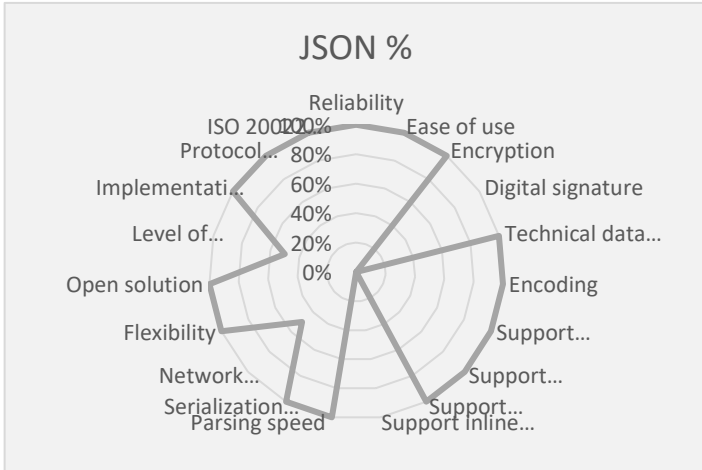 JSON %
Reliability
Ease of use
Encryption
Digital signature
Technical data...
Encoding
Support...
Support...
Support...
Support inline...
Parsing speed
Serialization...
Network...
Flexibility
Open solution
Level of...
Implementati...
Protocol...
ISO 20022...
100%
80%
60%
40%
20%
0%